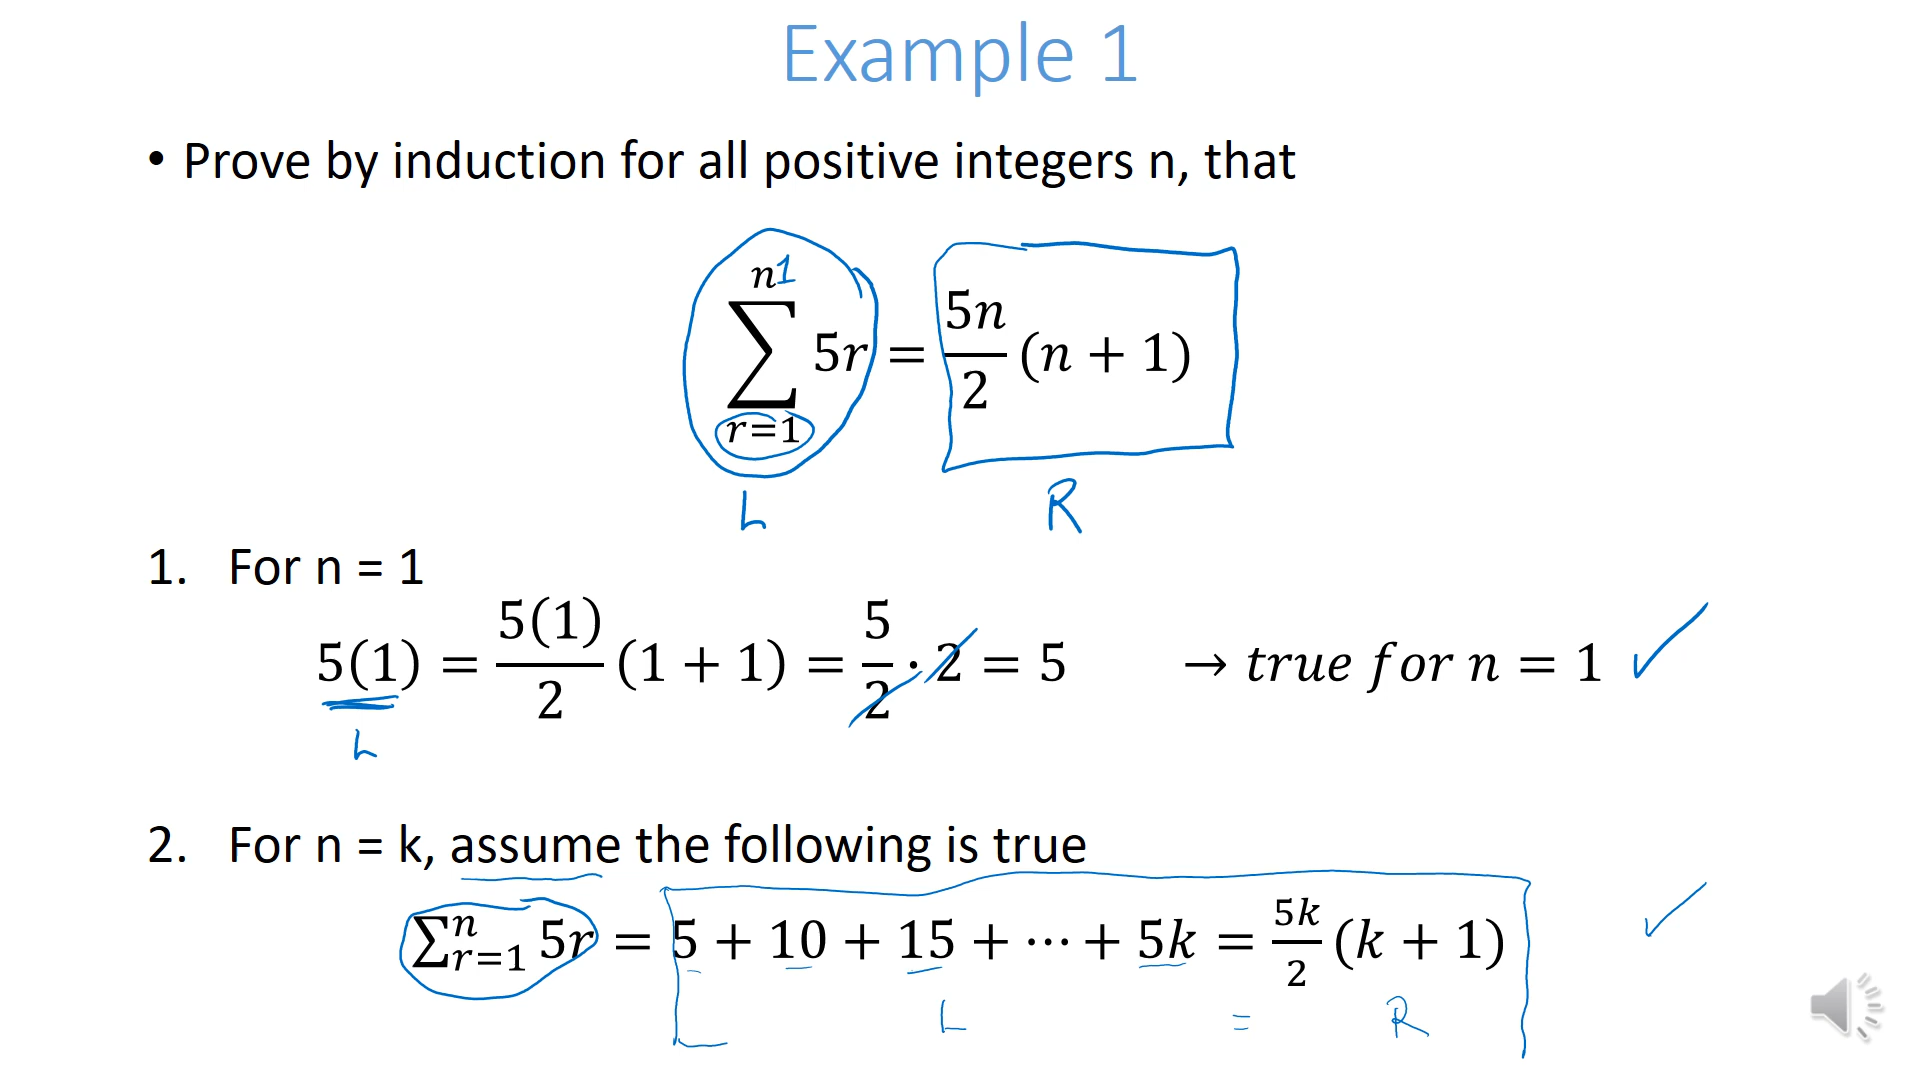 Example 1
• Prove by induction for all positive integers n, that
n1
∑ 5r = 5n/2 (n + 1)
r=1
L R
1. For n = 1
5(1) = 5(1)/2 (1 + 1) = 5/2 · 2 = 5 → true for n = 1 ✓
L
2. For n = k, assume the following is true
∑ⁿᵣ₌₁ 5r = 5 + 10 + 15 + ⋯ + 5k = 5k/2 (k + 1) ✓
L = R